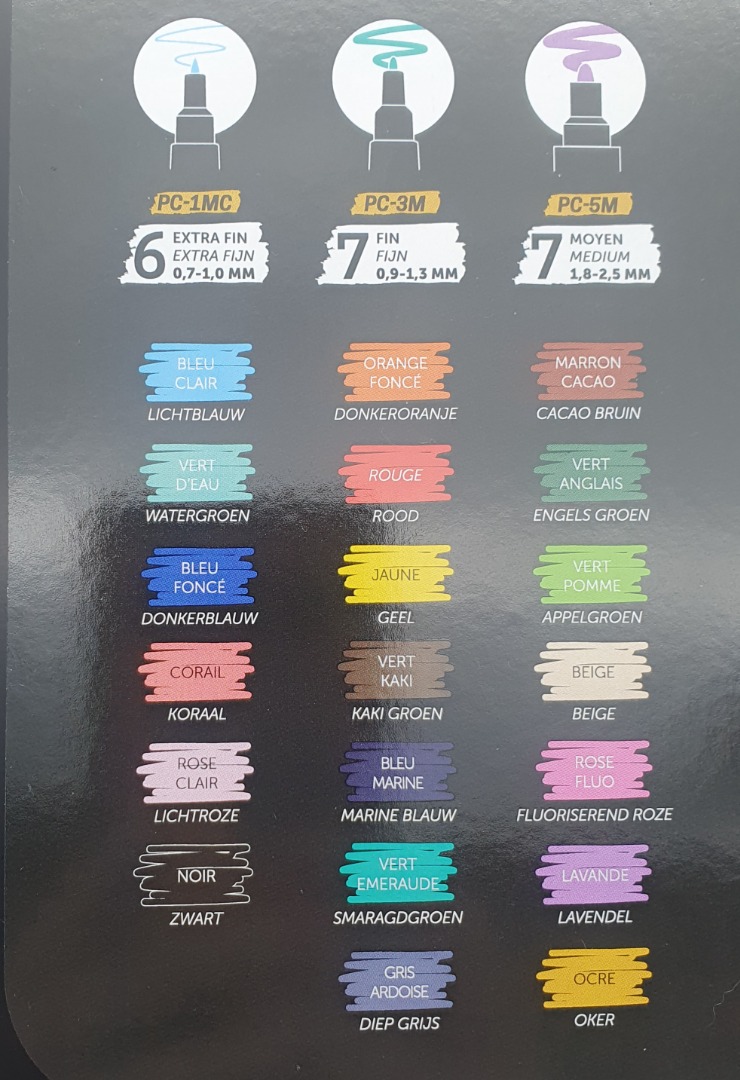 PC-1MC
6
EXTRA FIN
EXTRA FIJN
0,7-1,0 MM
BLEU
CLAIR
LICHTBLAUW
VERT
D'EAU
WATERGROEN
BLEU
FONCÉ
DONKERBLAUW
CORAIL
KORAAL
ROSE
CLAIR
LICHTROZE
NOIR
ZWART
PC-3M
7
FIN
FIJN
0,9-1,3 MM
ORANGE
FONCÉ
DONKERORANJE
ROUGE
ROOD
JAUNE
GEEL
VERT
KAKI
KAKI GROEN
BLEU
MARINE
MARINE BLAUW
VERT
EMERAUDE
SMARAGDGROEN
GRIS
ARDOISE
DIEP GRIJS
PC-5M
7
MOYEN
MEDIUM
1,8-2,5 MM
MARRON
CACAO
CACAO BRUIN
VERT
ANGLAIS
ENGELS GROEN
VERT
POMME
APPELGROEN
BEIGE
BEIGE
ROSE
FLUO
FLUORISEREND ROZE
LAVANDE
LAVENDEL
OCRE
OKER